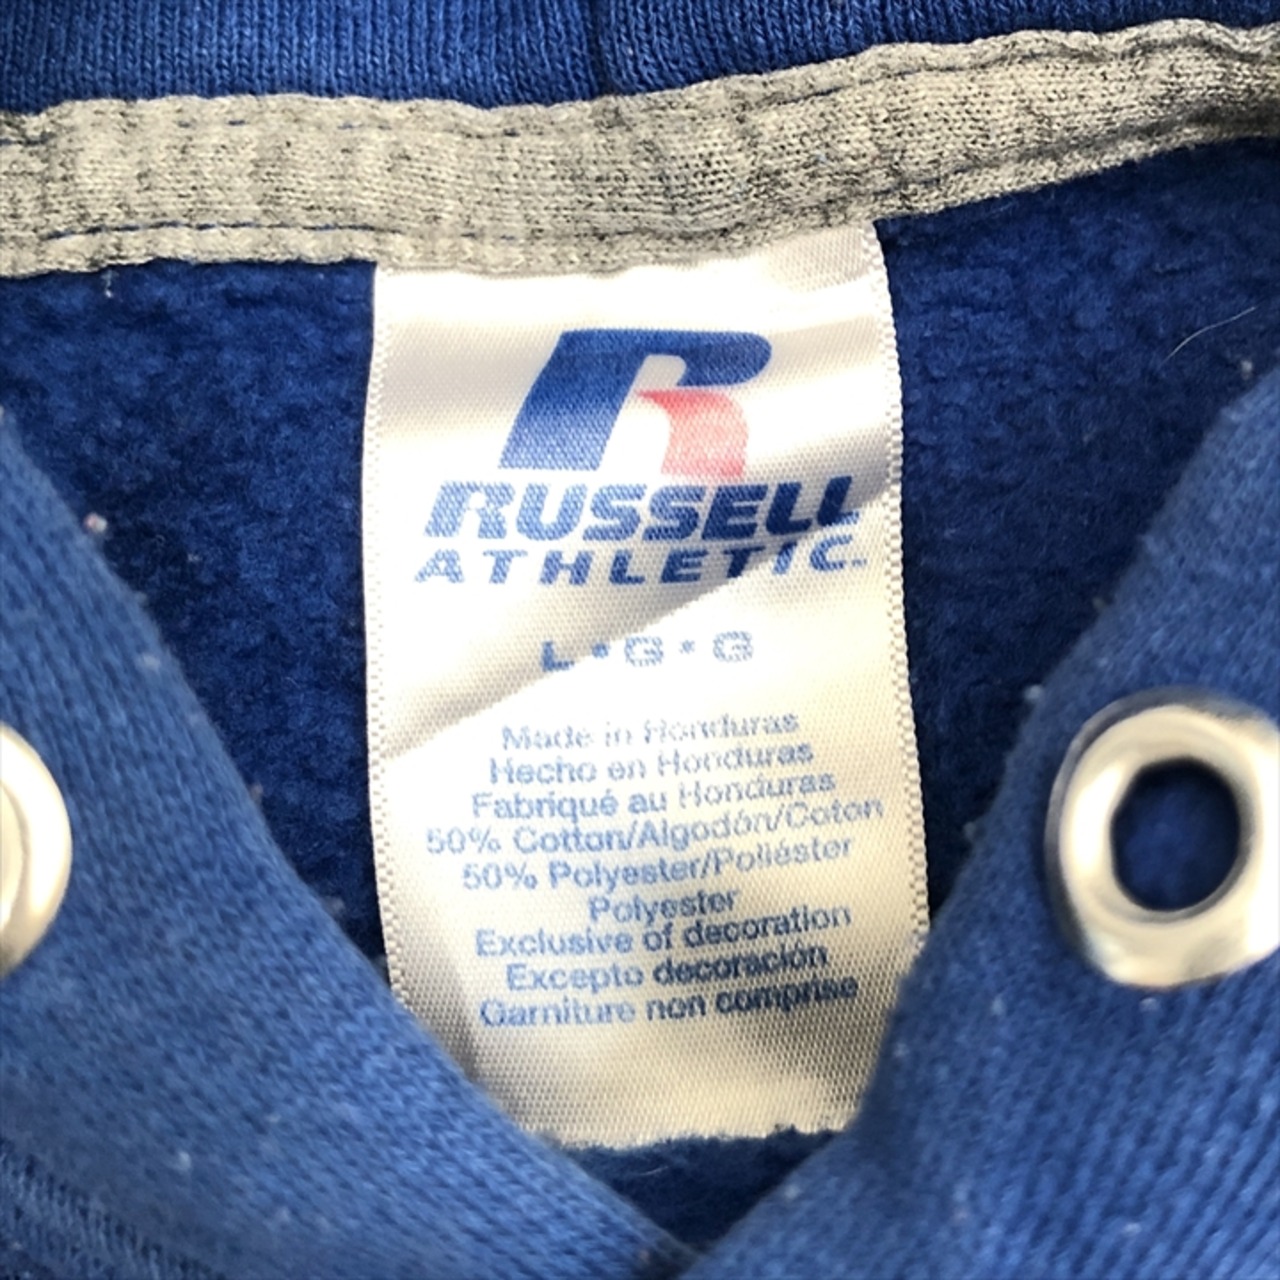 R
RUSSELL
ATHLETIC™
L • G • G
Made in Honduras
Hecho en Honduras
Fabriqué au Honduras
50% Cotton/Algodón/Coton
50% Polyester/Poliéster
Polyester
Exclusive of decoration
Excepto decoración
Garniture non comprise